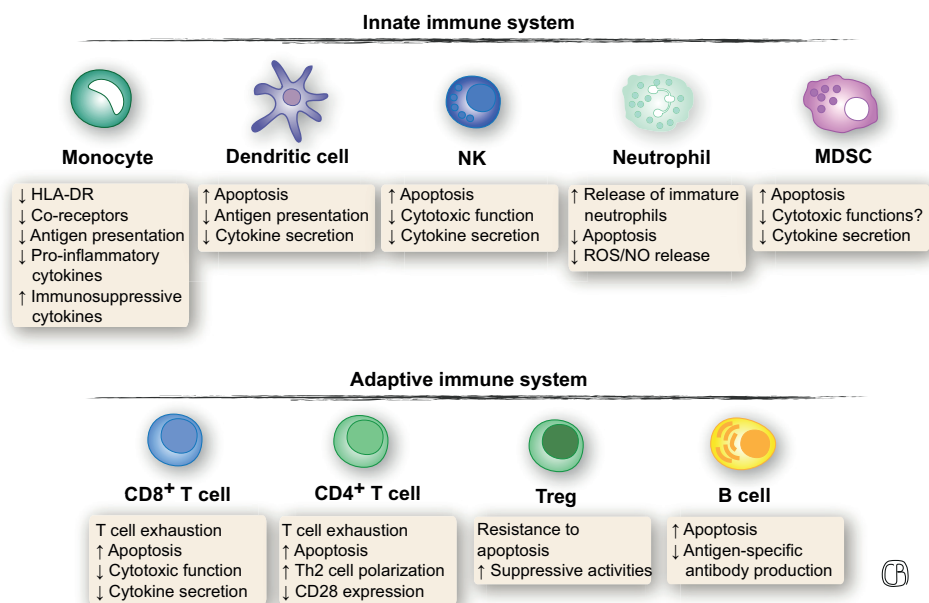 Innate immune system
Monocyte
Dendritic cell
NK
Neutrophil
MDSC
↓ HLA-DR
↓ Co-receptors
↓ Antigen presentation
↓ Pro-inflammatory
cytokines
↑ Immunosuppressive
cytokines
↑ Apoptosis
↓ Antigen presentation
↓ Cytokine secretion
↑ Apoptosis
↓ Cytotoxic function
↓ Cytokine secretion
↑ Release of immature
neutrophils
↓ Apoptosis
↓ ROS/NO release
↑ Apoptosis
↓ Cytotoxic functions?
↓ Cytokine secretion
Adaptive immune system
CD8+ T cell
CD4+ T cell
Treg
B cell
T cell exhaustion
↑ Apoptosis
↓ Cytotoxic function
↓ Cytokine secretion
T cell exhaustion
↑ Apoptosis
↑ Th2 cell polarization
↓ CD28 expression
Resistance to
apoptosis
↑ Suppressive activities
↑ Apoptosis
↓ Antigen-specific
antibody production